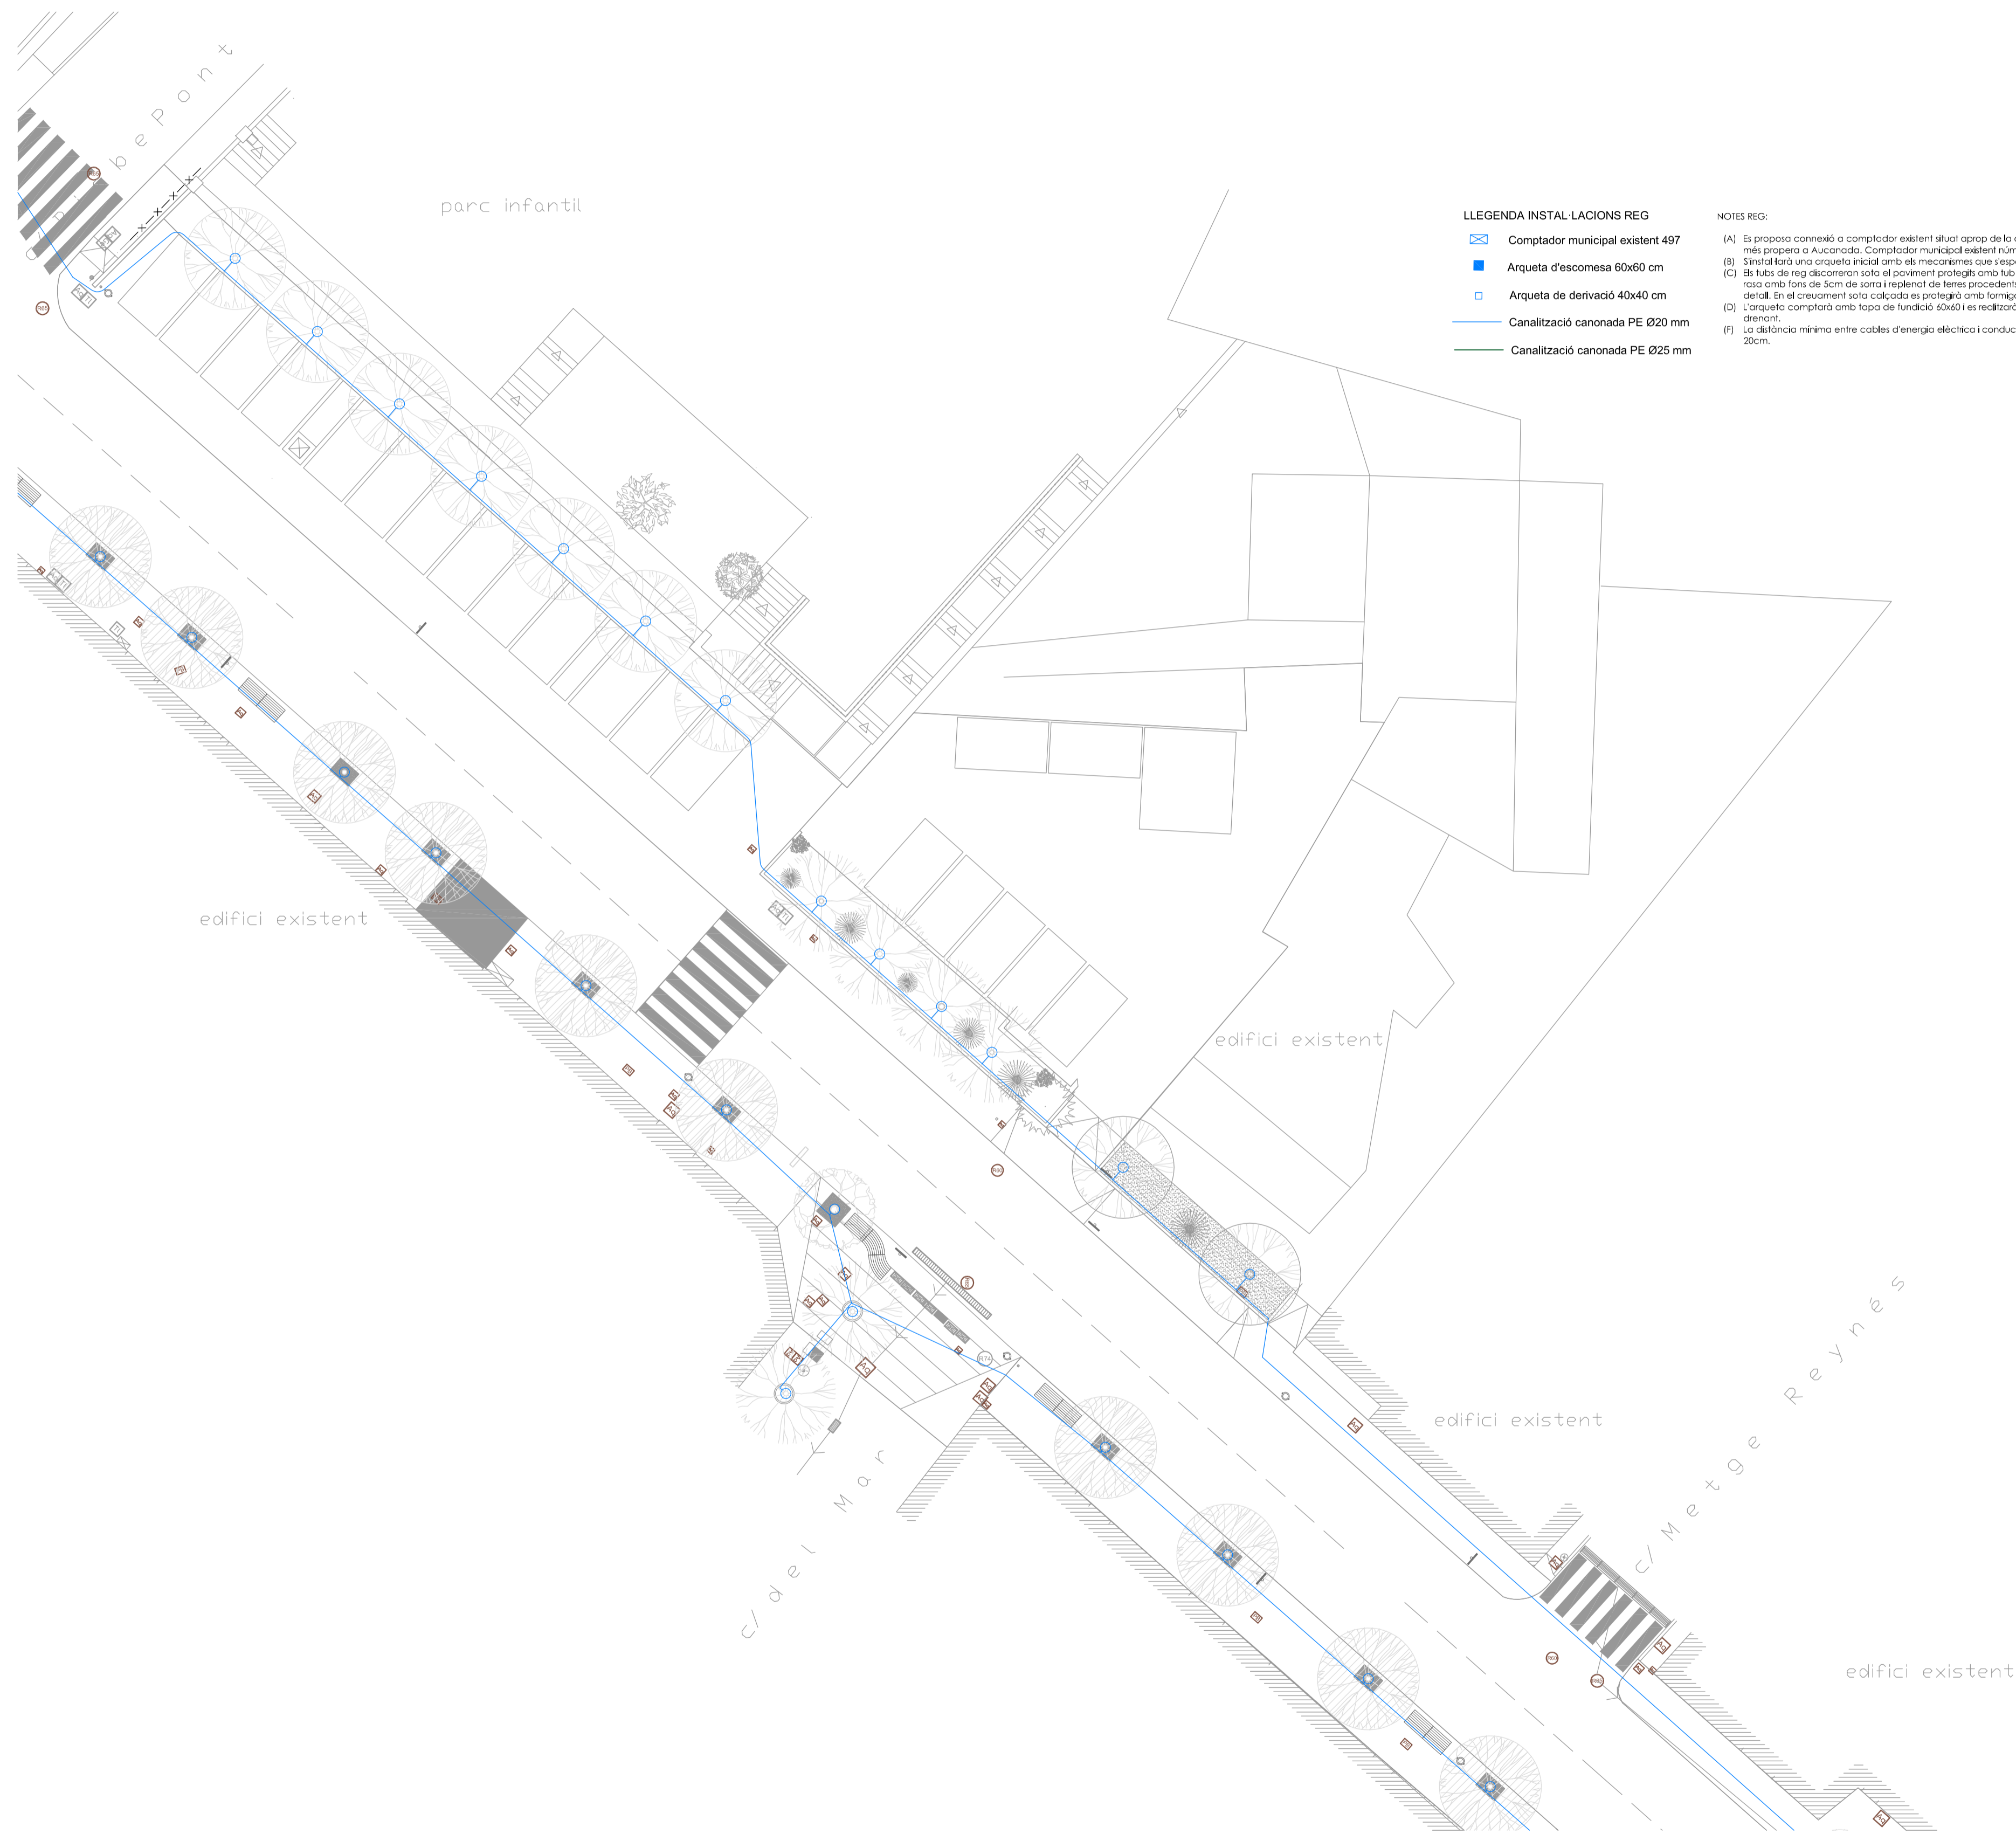 c/ Pi be Pont
parc infantil
LLEGENDA INSTAL·LACIONS REG
Comptador municipal existent 497
Arqueta d'escomesa 60x60 cm
Arqueta de derivació 40x40 cm
Canalització canonada PE Ø20 mm
Canalització canonada PE Ø25 mm
NOTES REG:
(A) Es proposa connexió a comptador existent situat aprop de la
més propera a Aucanada. Comptador municipal existent
(B) S'instal·larà una arqueta inicial amb els mecanismes que
(C) Els tubs de reg discorreran sota el paviment protegits amb tub
rasa amb fons de 5cm de sorra i replenat de terres
detall. En el creuament sota calçada es protegirà amb
(D) L'arqueta comptarà amb tapa de fundició 60x60 i es
drenant.
(F) La distància mínima entre cables d'energia elèctrica i
20cm.
edifici existent
edifici existent
edifici existent
c/ Metge Reynés
R74
c/ del Mar
edifici existent